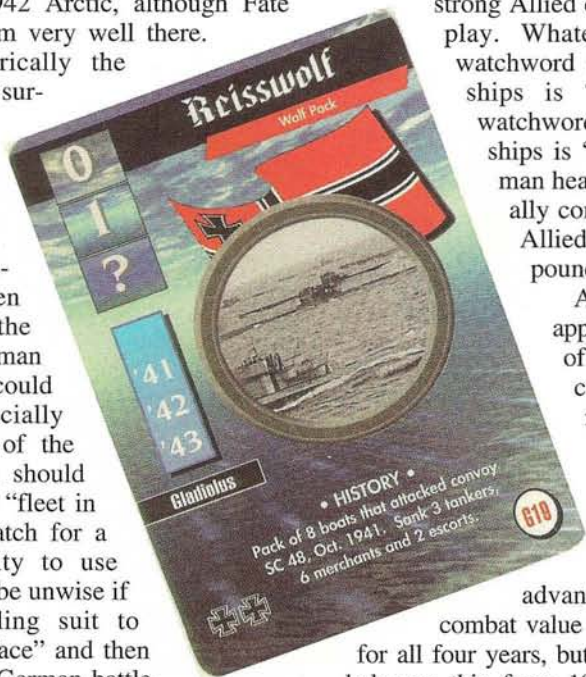 942 Arctic, although Fate
m very well there.
rically the
sur-
-
en
the
man
could
cially
of the
should
“fleet in
atch for a
ity to use
be unwise if
ling suit to
ace” and then
German battle
Reisswolf
Wolf Pack
0
1
?
'41
'42
'43
Gladiolus
• HISTORY •
Pack of 8 boats that attacked convoy
SC 48, Oct. 1941. Sank 3 tankers,
6 merchants and 2 escorts.
G19
strong Allied
play. Whate
watchword
ships is “
watchword
ships is “
man hea
ally con
Allied
poun
A
app
of
c
advan
combat value
for all four years, but